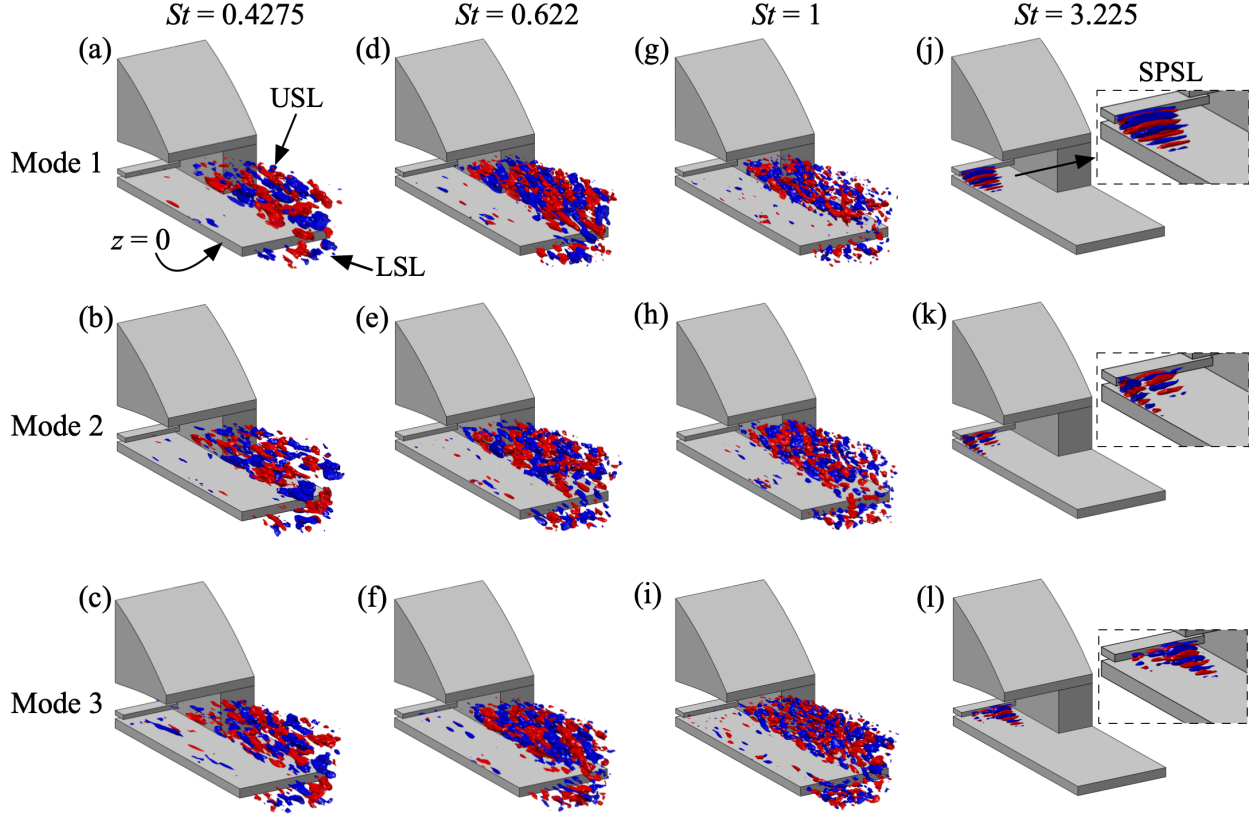 St = 0.4275 St = 0.622 St = 1 St = 3.225
(a) (d) (g) (j)
SPSL
USL
Mode 1
z = 0
LSL
(b) (e) (h) (k)
Mode 2
(c) (f) (i) (l)
Mode 3